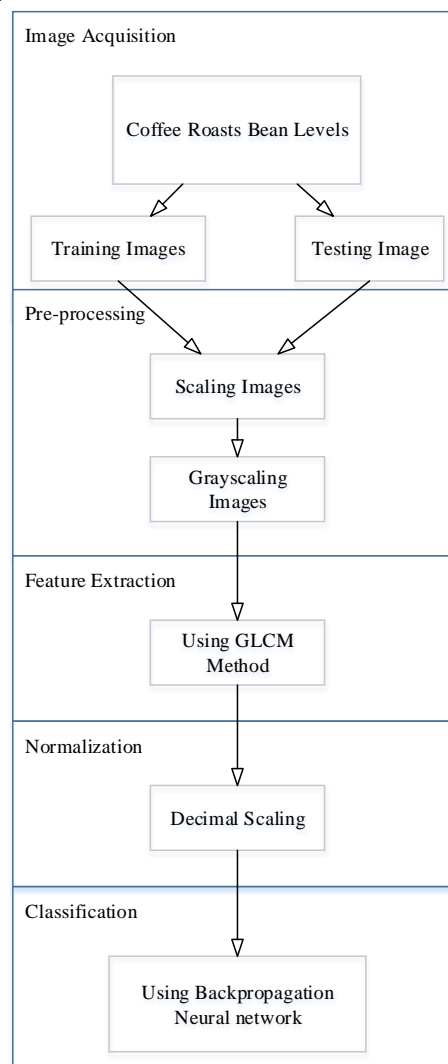 Image Acquisition
Coffee Roasts Bean Levels
Training Images
Testing Image
Pre-processing
Scaling Images
Grayscaling
Images
Feature Extraction
Using GLCM
Method
Normalization
Decimal Scaling
Classification
Using Backpropagation
Neural network